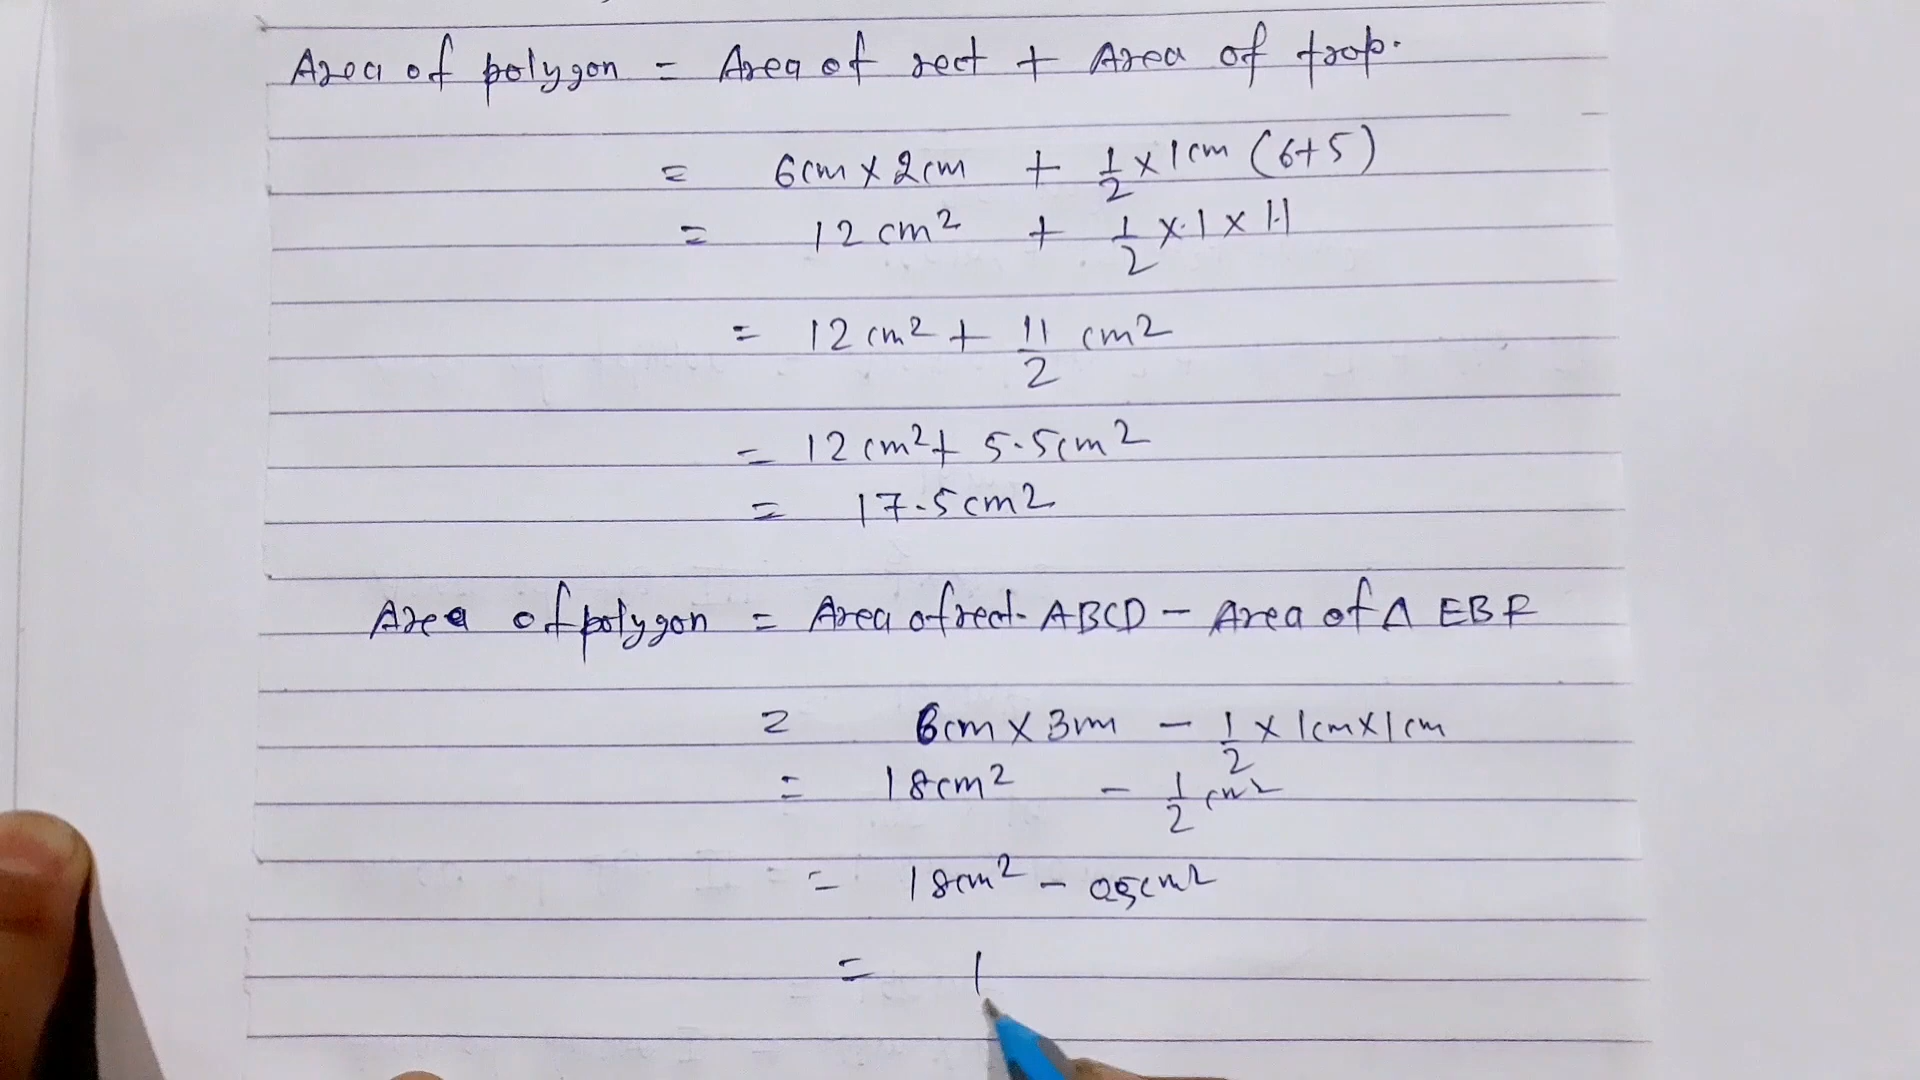 Area of polygon = Area of rect + Area of trap.
= 6cm x 2cm + 1/2 x 1cm (6+5)
= 12 cm2 + 1/2 x 1 x 11
= 12 cm2 + 11/2 cm2
= 12 cm2 + 5.5cm2
= 17.5cm2
Area of polygon = Area of rect. ABCD - Area of Δ EBF
= 6cm x 3cm - 1/2 x 1cm x 1cm
= 18cm2 - 1/2 cm2
= 18cm2 - 0.5cm2
= 1